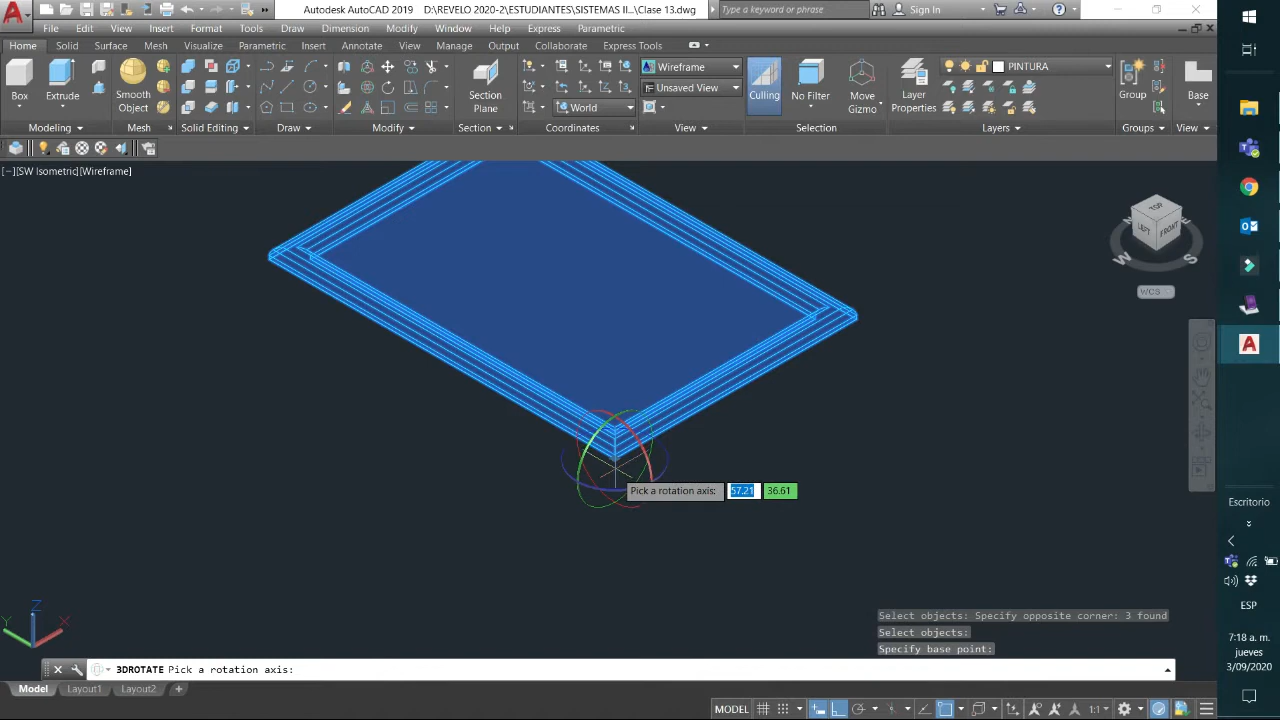 Autodesk AutoCAD 2019 D:\REVELO 2020-2\ESTUDIANTES\SISTEMAS II...\Clase 13.dwg
Type a keyword or phrase
Sign In
File Edit View Insert Format Tools Draw Dimension Modify Window Help Express Parametric
Home Solid Surface Mesh Visualize Parametric Insert Annotate View Manage Output Collaborate Express Tools
Box
Extrude
Smooth Object
Section Plane
Wireframe
Unsaved View
World
Culling
No Filter
Move Gizmo
Layer Properties
PINTURA
Group
Base
Modeling Mesh Solid Editing Draw Modify Section Coordinates View Selection Layers Groups View
[−][SW Isometric][Wireframe]
TOP
LEFT
FRONT
N
E
W
S
WCS
Pick a rotation axis: 57.21 36.61
Escritorio
ESP
7:18 a. m.
jueves
3/09/2020
Z
Y
X
Select objects: Specify opposite corner: 3 found
Select objects:
Specify base point:
3DROTATE Pick a rotation axis:
Model Layout1 Layout2 +
MODEL
1:1